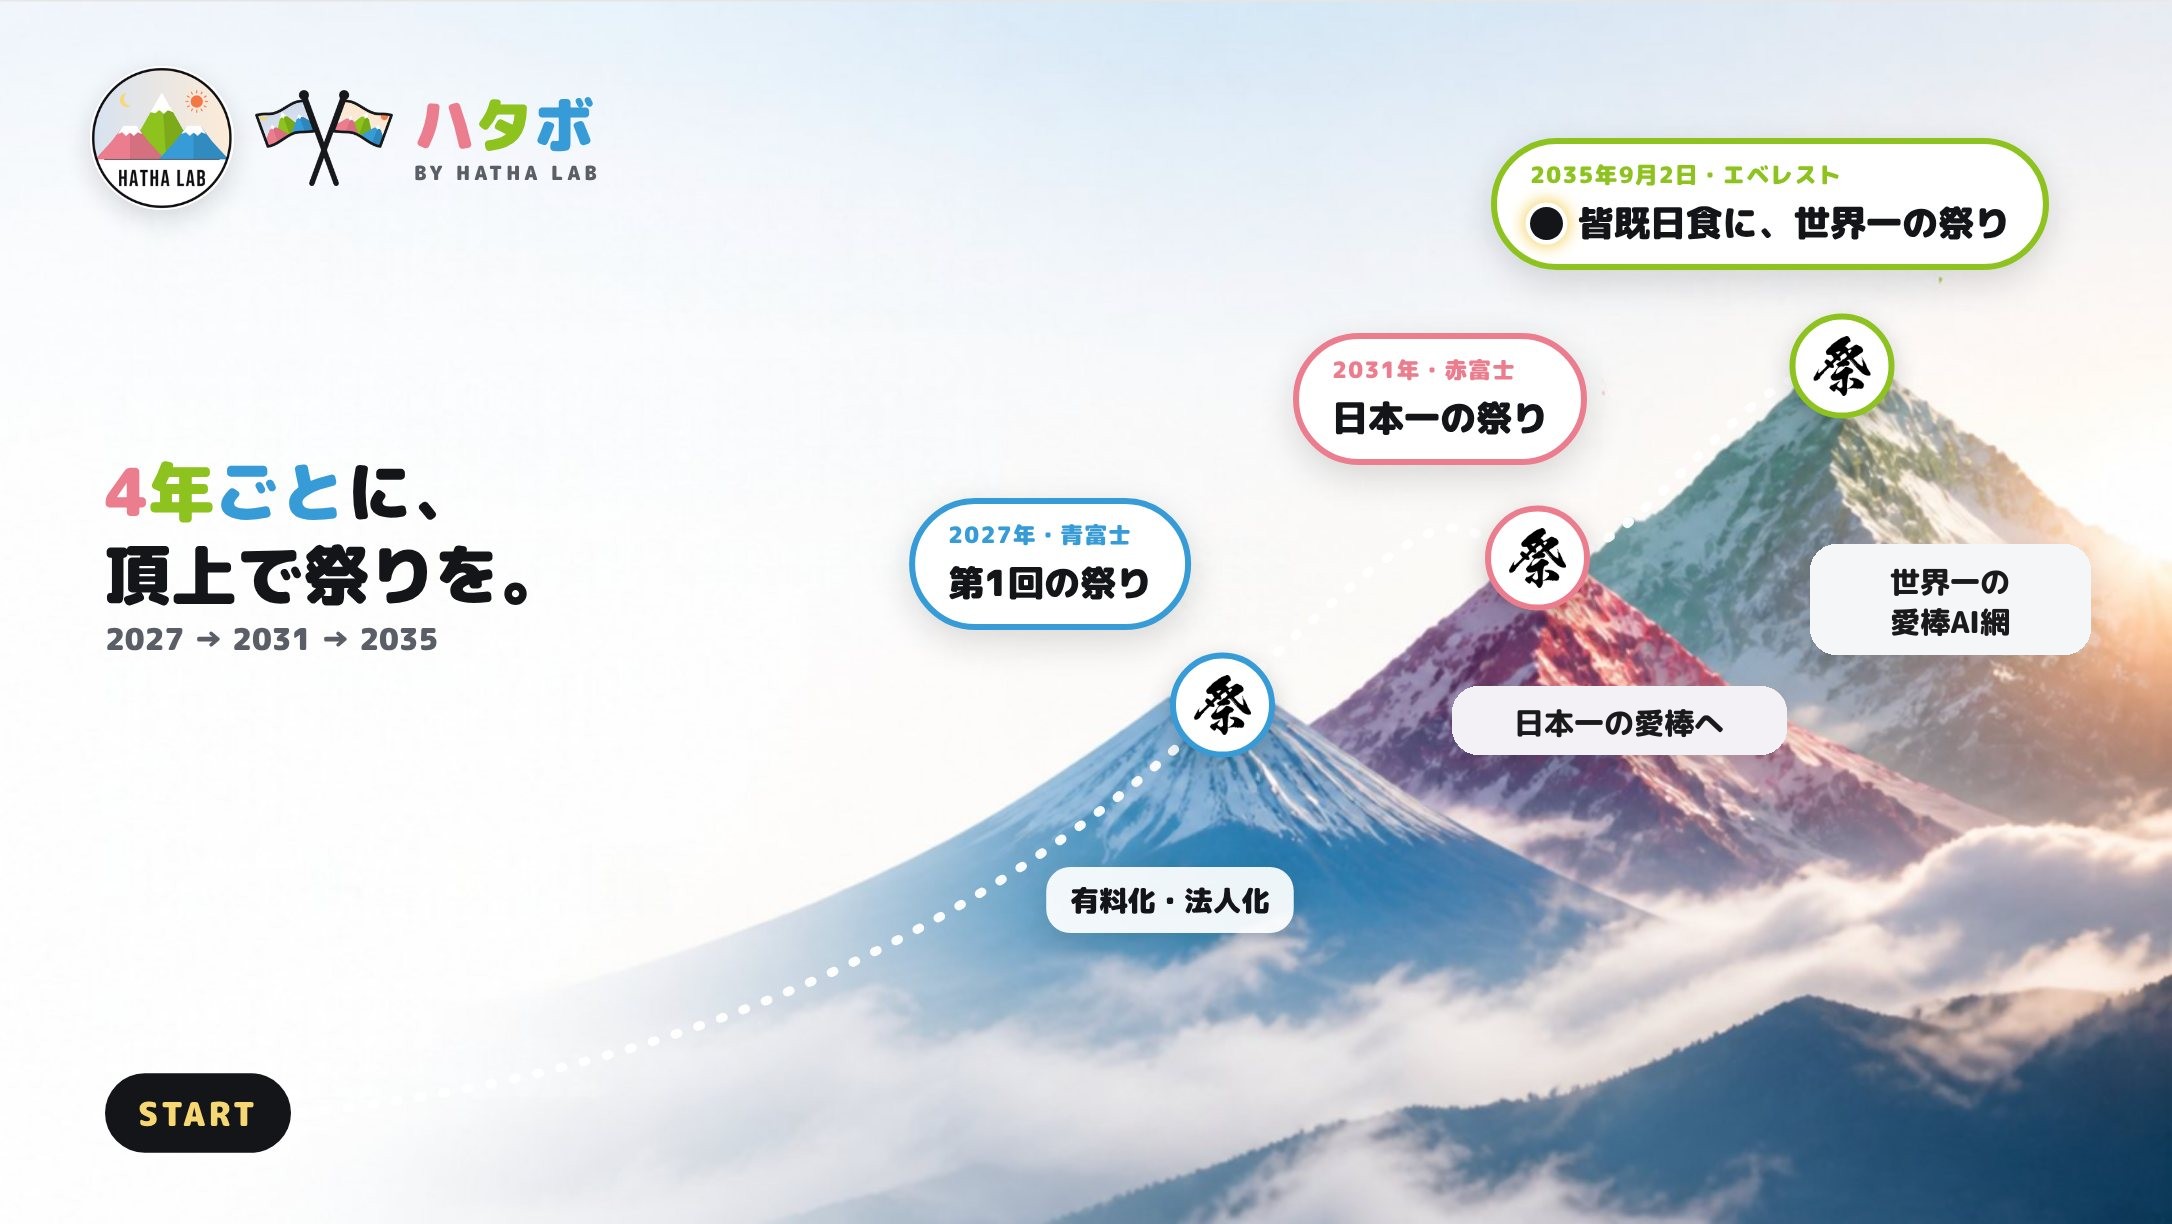 HATHA LAB
ハタボ
BY HATHA LAB
2035年9月2日・エベレスト
皆既日食に、世界一の祭り
祭
2031年・赤富士
日本一の祭り
祭
4年ごとに、
頂上で祭りを。
2027 → 2031 → 2035
2027年・青富士
第1回の祭り
祭
世界一の
愛棒AI網
日本一の愛棒へ
有料化・法人化
START